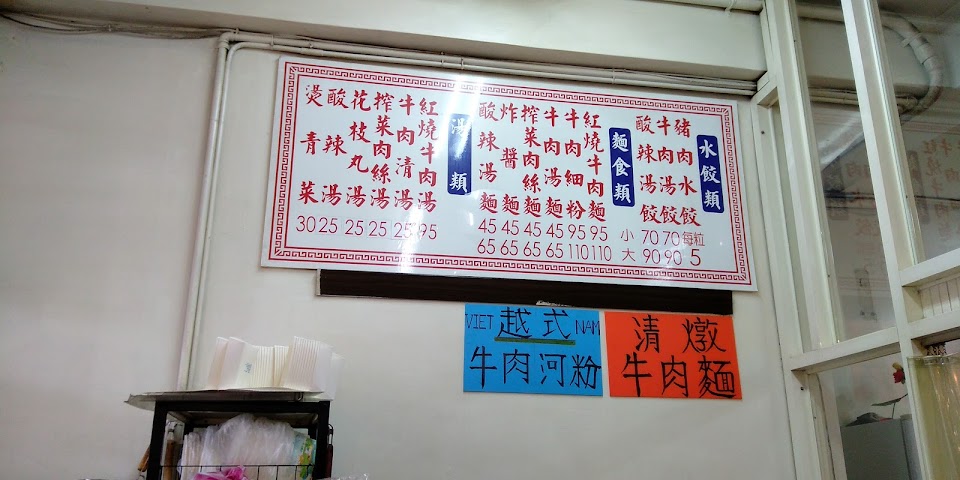 水餃類
豬肉水餃 每粒 5
牛肉湯餃 70 90
酸辣湯餃 70 90
小 大
麵食類
紅燒牛肉麵 95 110
牛肉細粉 95 110
牛肉湯麵 45 65
榨菜肉絲麵 45 65
炸醬麵 45 65
酸辣湯麵 45 65
湯類
紅燒牛肉湯 95
牛肉清湯 25
榨菜肉絲湯 25
花枝丸湯 25
酸辣湯 25
燙青菜 30
VIET 越式 NAM
牛肉河粉
清燉
牛肉麵